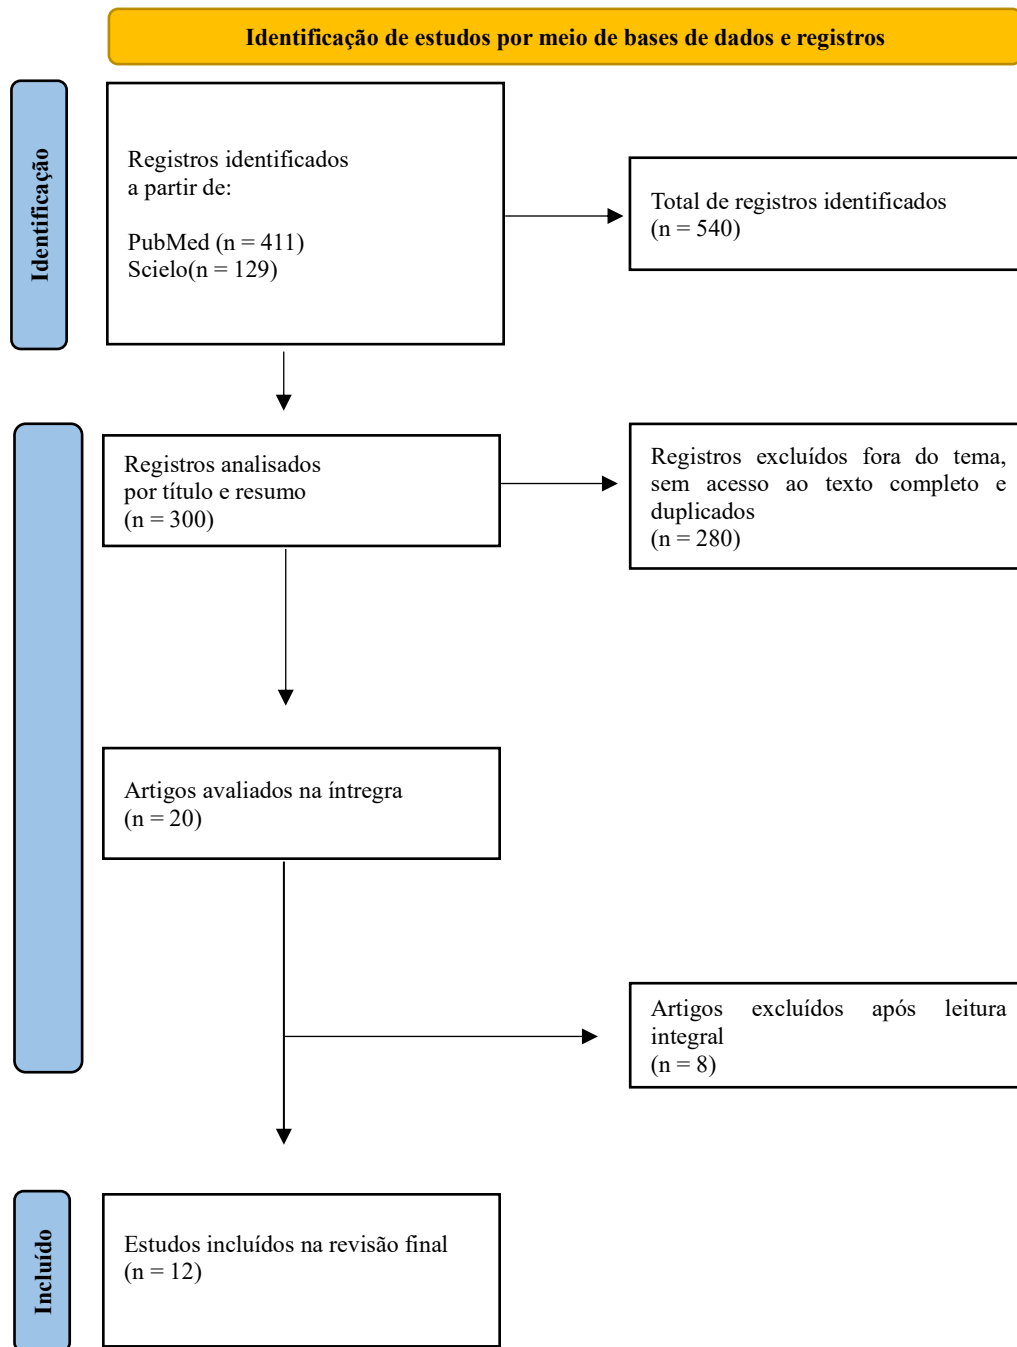 Identificação de estudos por meio de bases de dados e registros
Identificação
Registros identificados
a partir de:
PubMed (n = 411)
Scielo(n = 129)
Total de registros identificados
(n = 540)
Registros analisados
por título e resumo
(n = 300)
Registros excluídos fora do tema,
sem acesso ao texto completo e
duplicados
(n = 280)
Artigos avaliados na íntregra
(n = 20)
Artigos excluídos após leitura
integral
(n = 8)
Incluído
Estudos incluídos na revisão final
(n = 12)